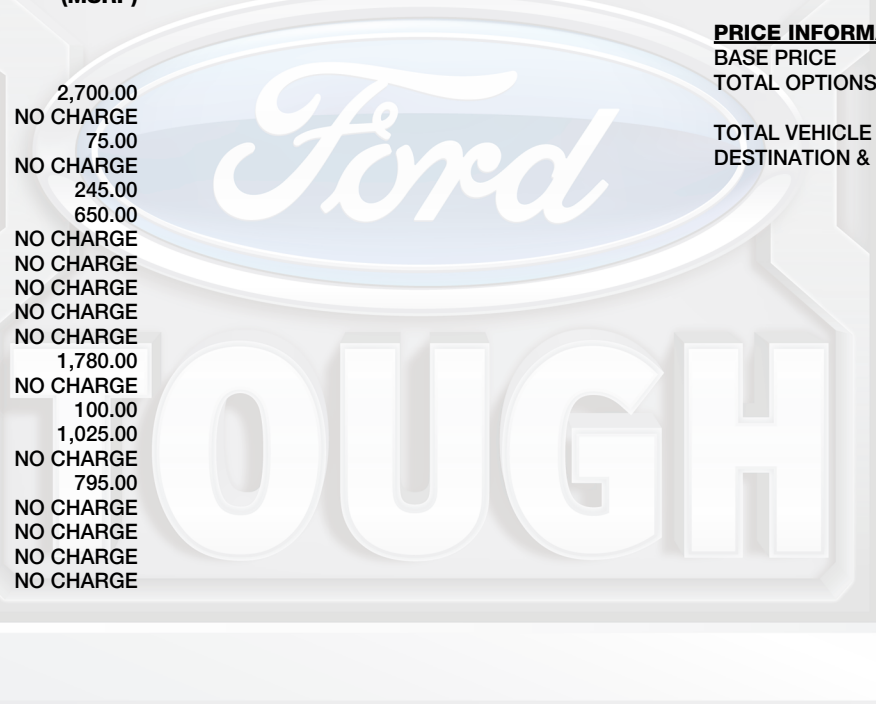 (MSRP)
2,700.00
NO CHARGE
75.00
NO CHARGE
245.00
650.00
NO CHARGE
NO CHARGE
NO CHARGE
NO CHARGE
NO CHARGE
1,780.00
NO CHARGE
100.00
1,025.00
NO CHARGE
795.00
NO CHARGE
NO CHARGE
NO CHARGE
NO CHARGE
PRICE INFORMA
BASE PRICE
TOTAL OPTIONS
TOTAL VEHICLE
DESTINATION &
Ford
TOUGH